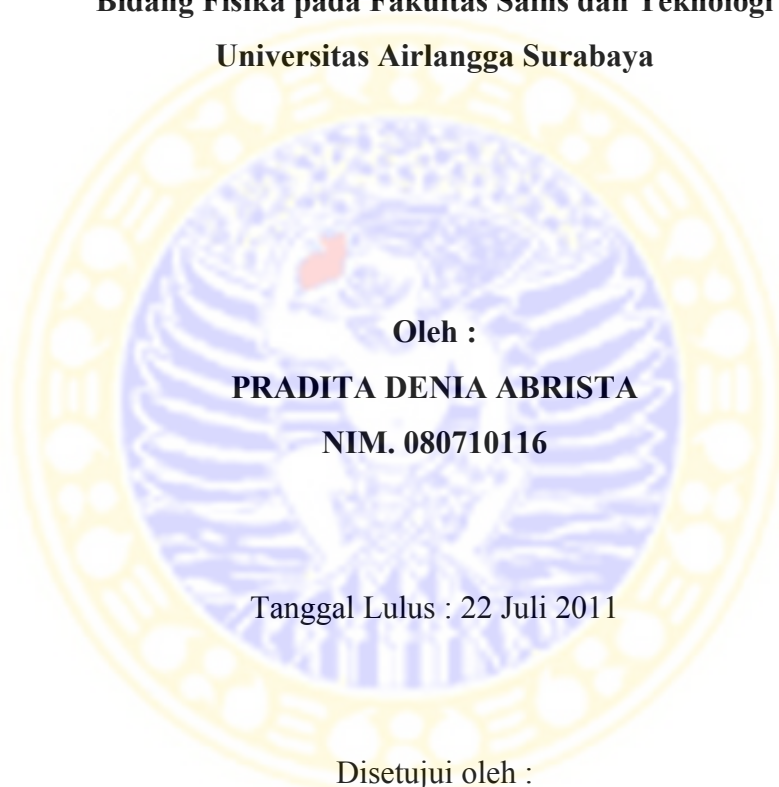 Bidang Fisika pada Fakultas Sains dan Teknologi
Universitas Airlangga Surabaya
Oleh :
PRADITA DENIA ABRISTA
NIM. 080710116
Tanggal Lulus : 22 Juli 2011
Disetujui oleh :